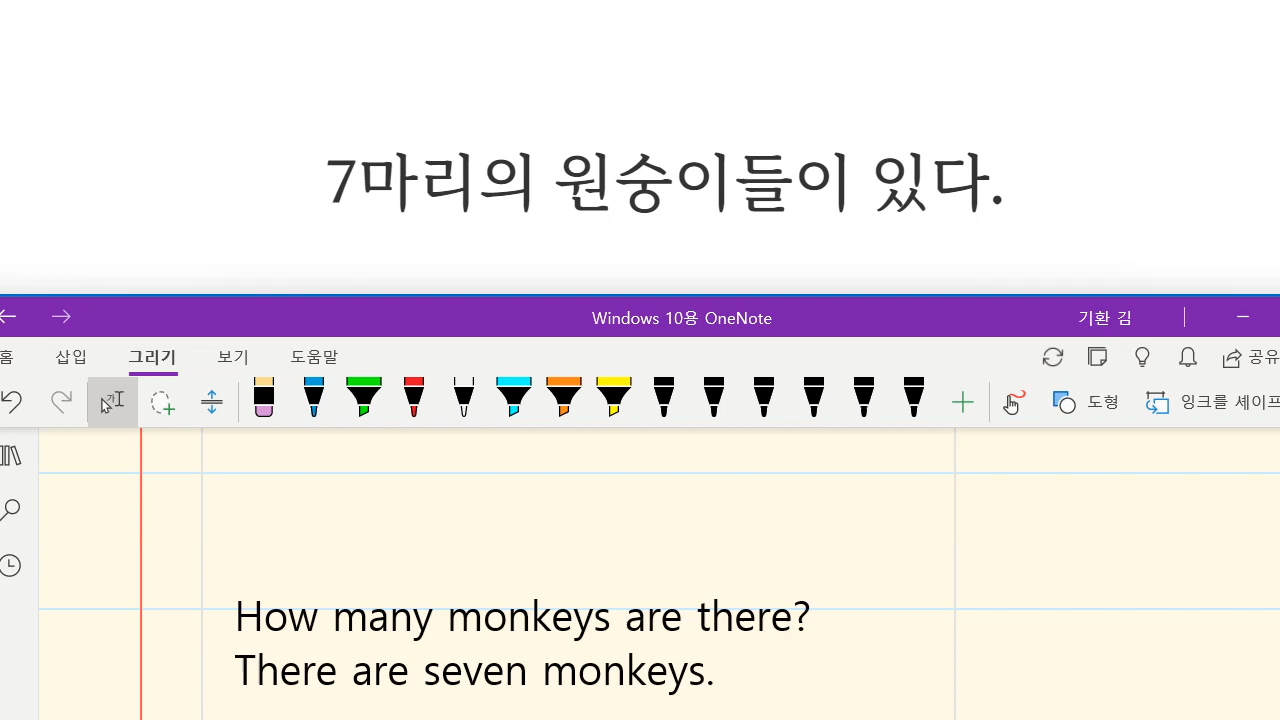 7마리의 원숭이들이 있다.
Windows 10용 OneNote
기환 김
홈 삽입 그리기 보기 도움말 공유
도형 잉크를 셰이프
How many monkeys are there?
There are seven monkeys.